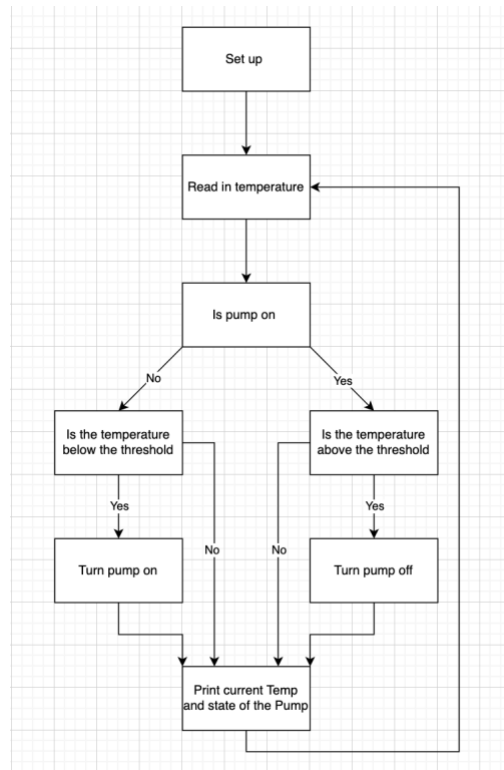 Set up
Read in temperature
Is pump on
No
Yes
Is the temperature
below the threshold
Is the temperature
above the threshold
Yes
Yes
No
No
Turn pump on
Turn pump off
Print current Temp
and state of the Pump